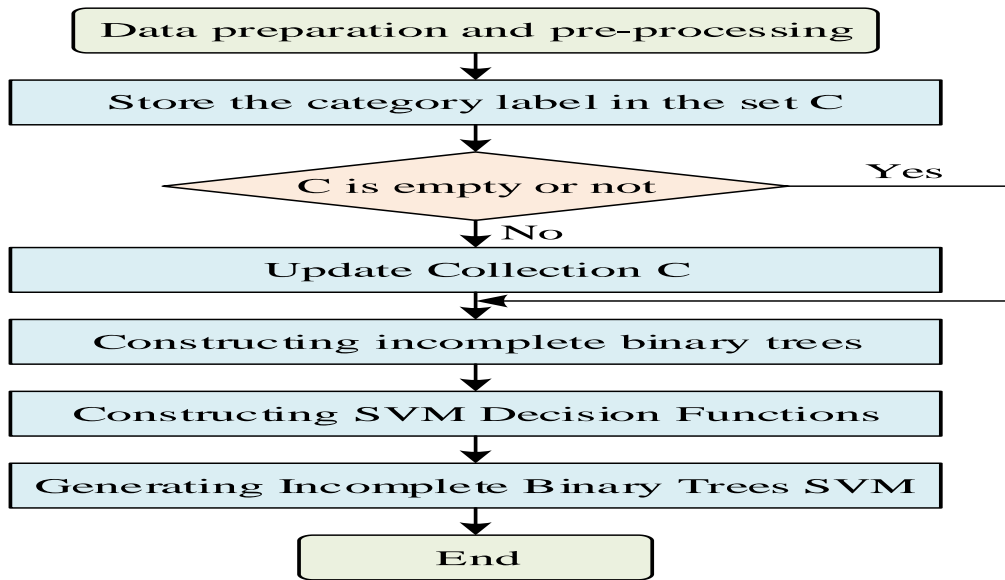 Data preparation and pre-processing
Store the category label in the set C
C is empty or not
Yes
No
Update Collection C
Constructing incomplete binary trees
Constructing SVM Decision Functions
Generating Incomplete Binary Trees SVM
End